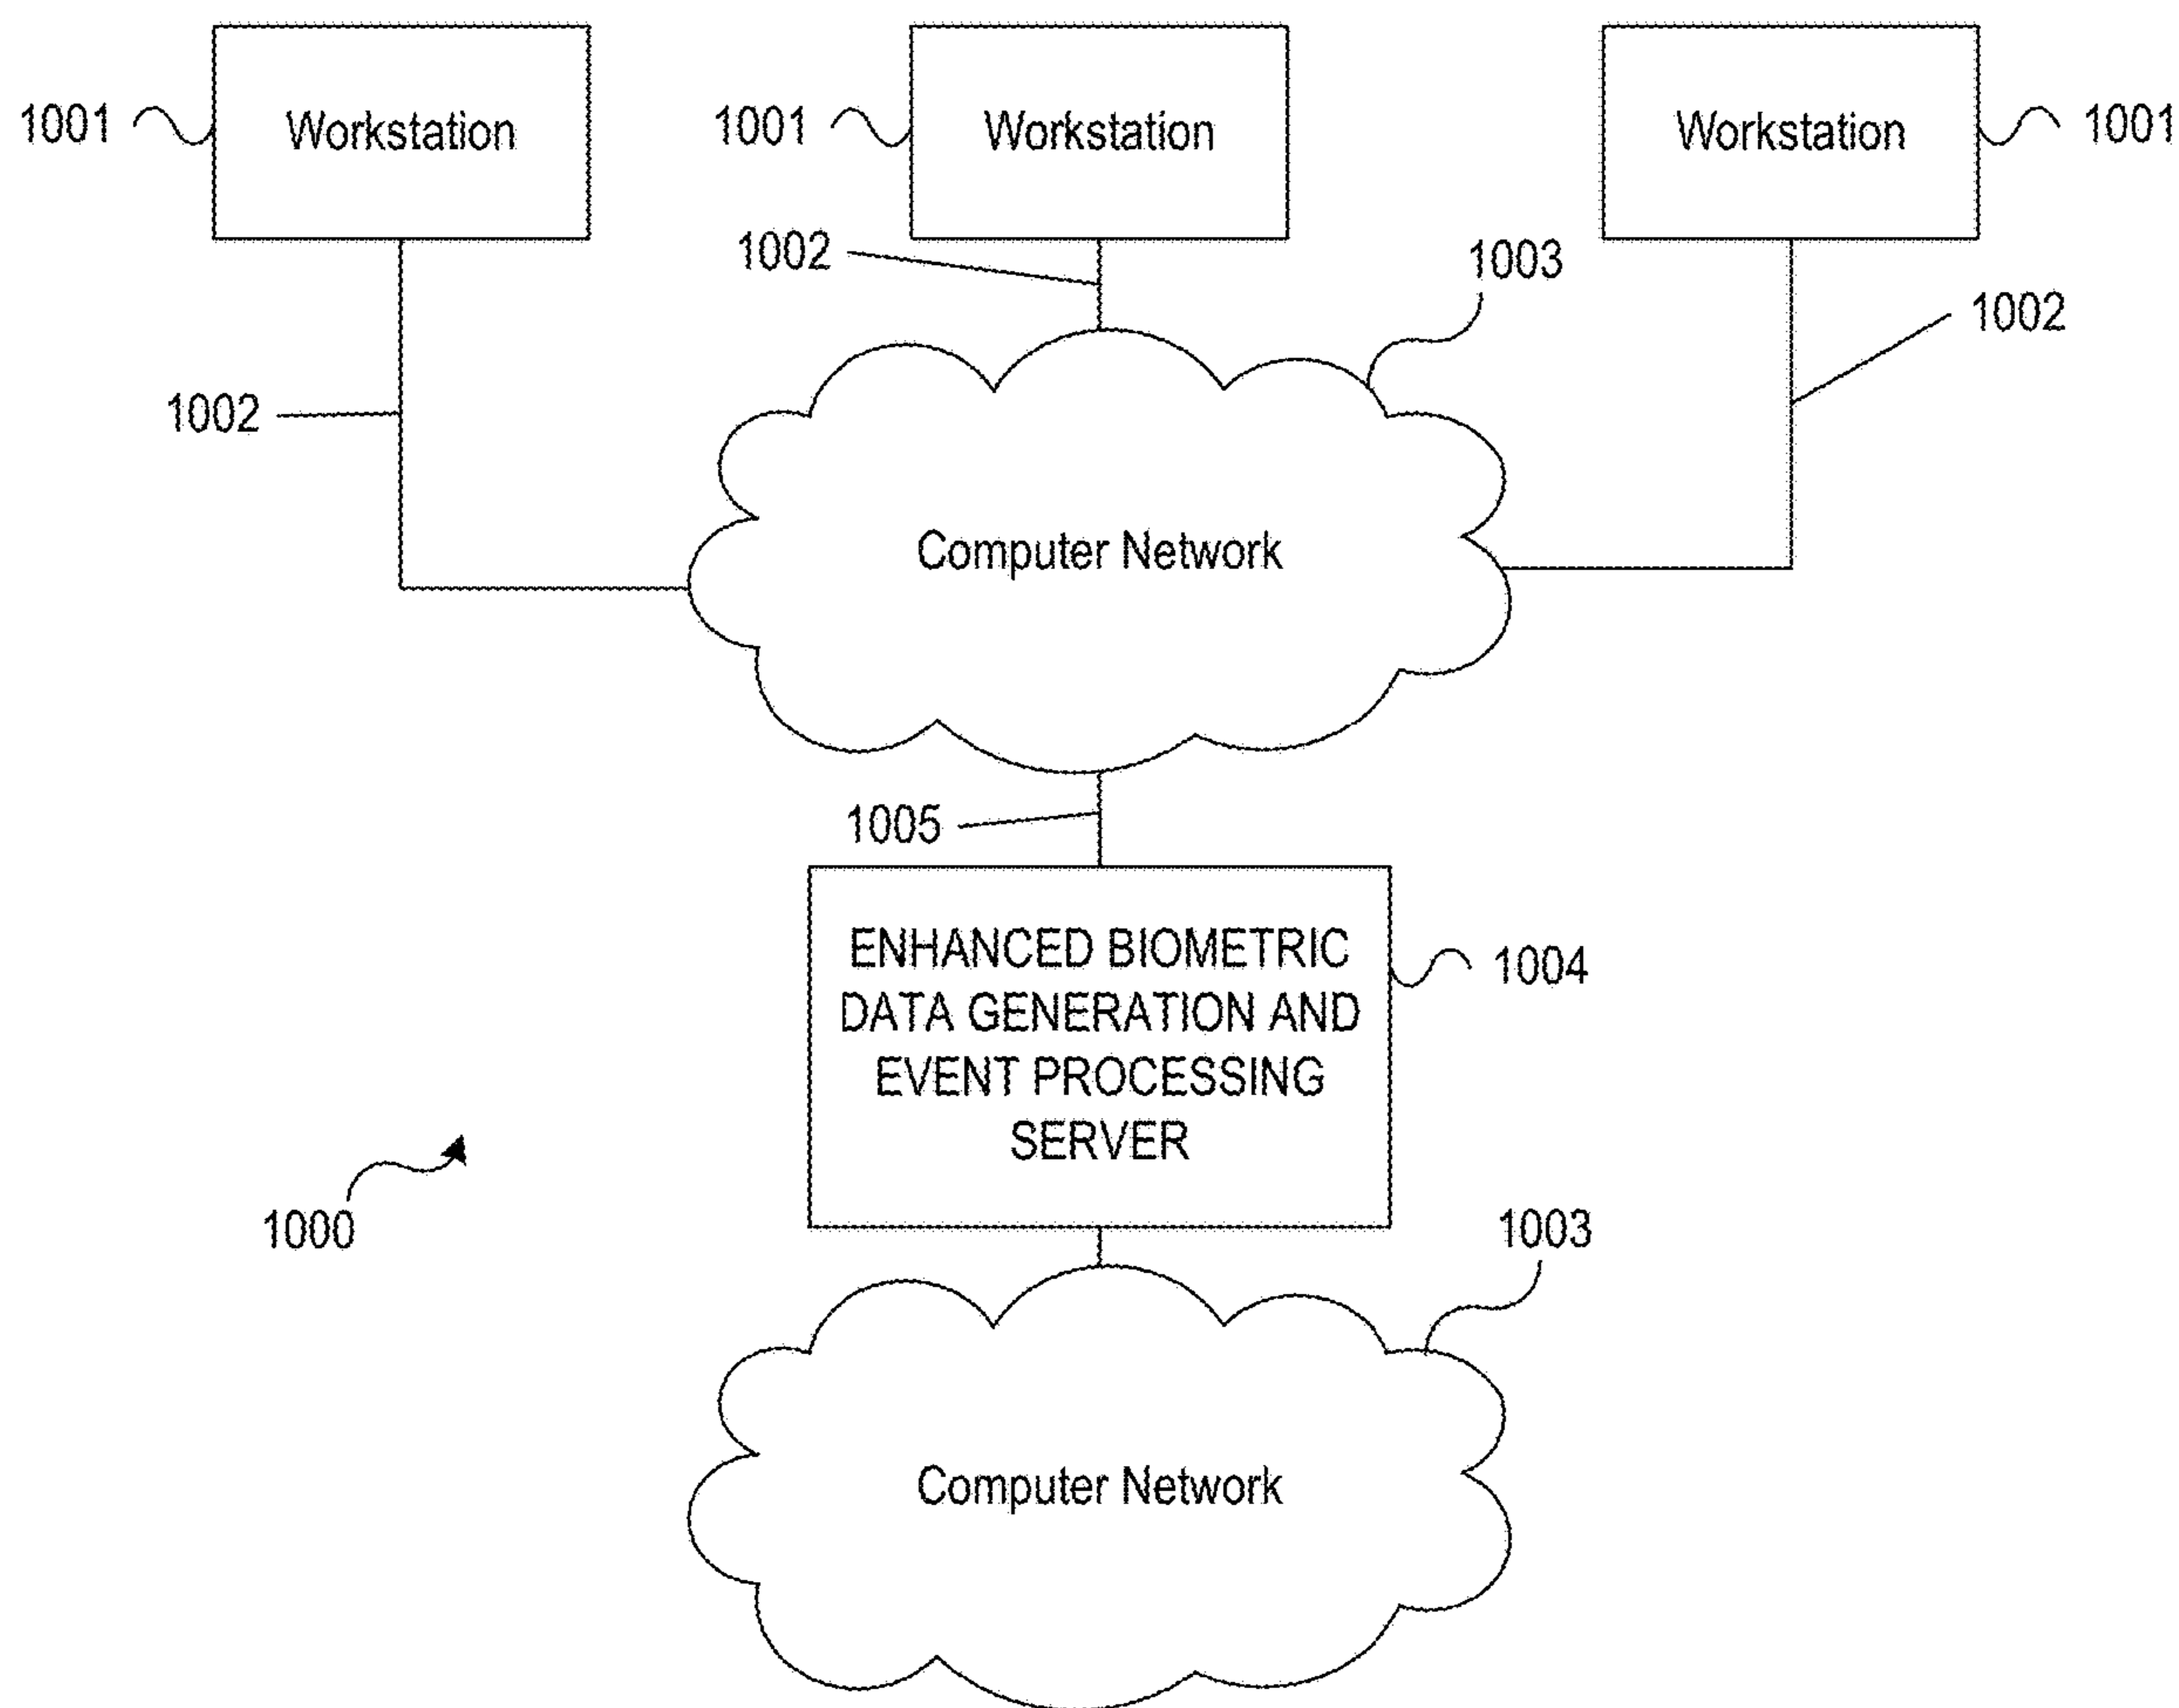 1001 Workstation
1001 Workstation
Workstation 1001
1002
1003
1002
1002
Computer Network
1005
ENHANCED BIOMETRIC
DATA GENERATION AND
EVENT PROCESSING
SERVER
1004
1000
1003
Computer Network